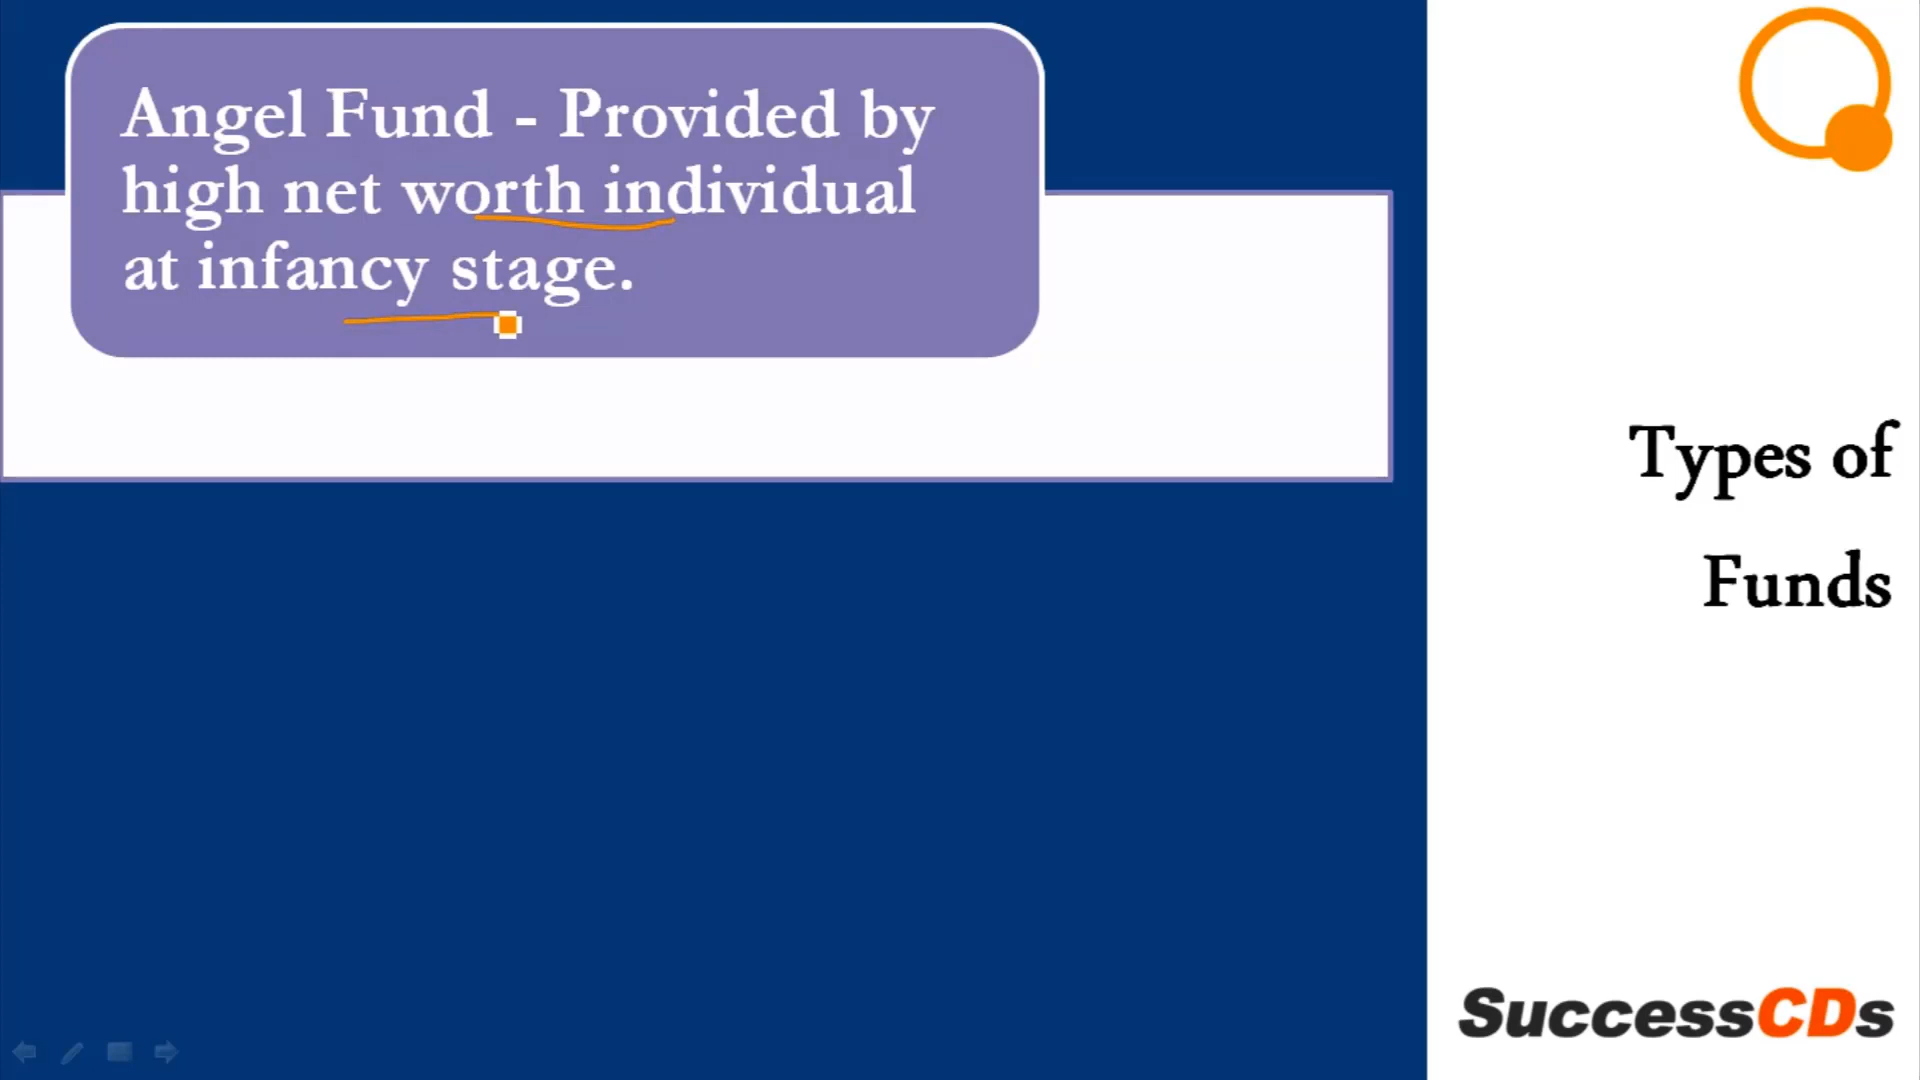 Angel Fund - Provided by
high net worth individual
at infancy stage.
Types of
Funds
SuccessCDs